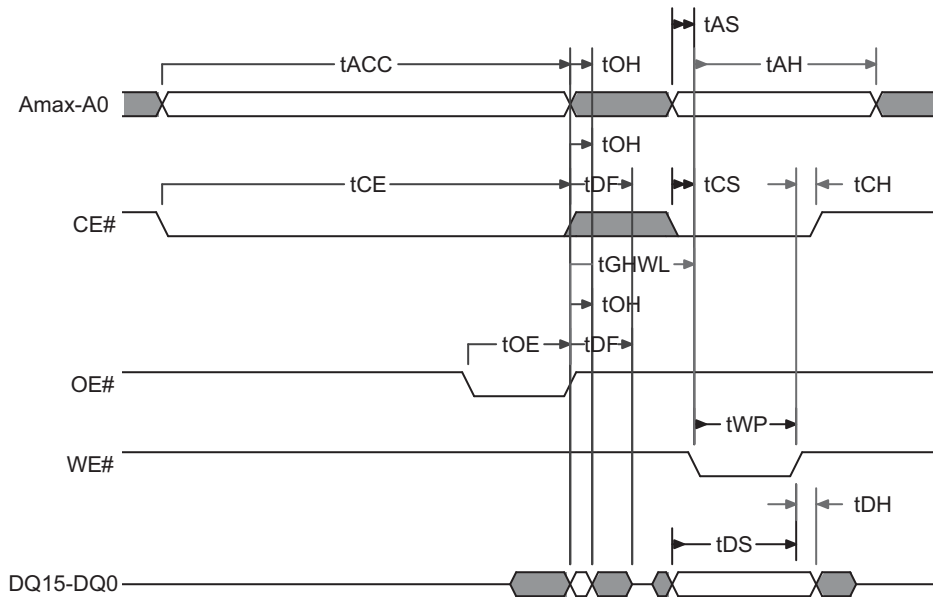 tAS
tACC tOH tAH
Amax-A0
tOH
tCE tDF tCS tCH
CE#
tGHWL
tOH
tOE tDF
OE#
tWP
WE#
tDH
tDS
DQ15-DQ0